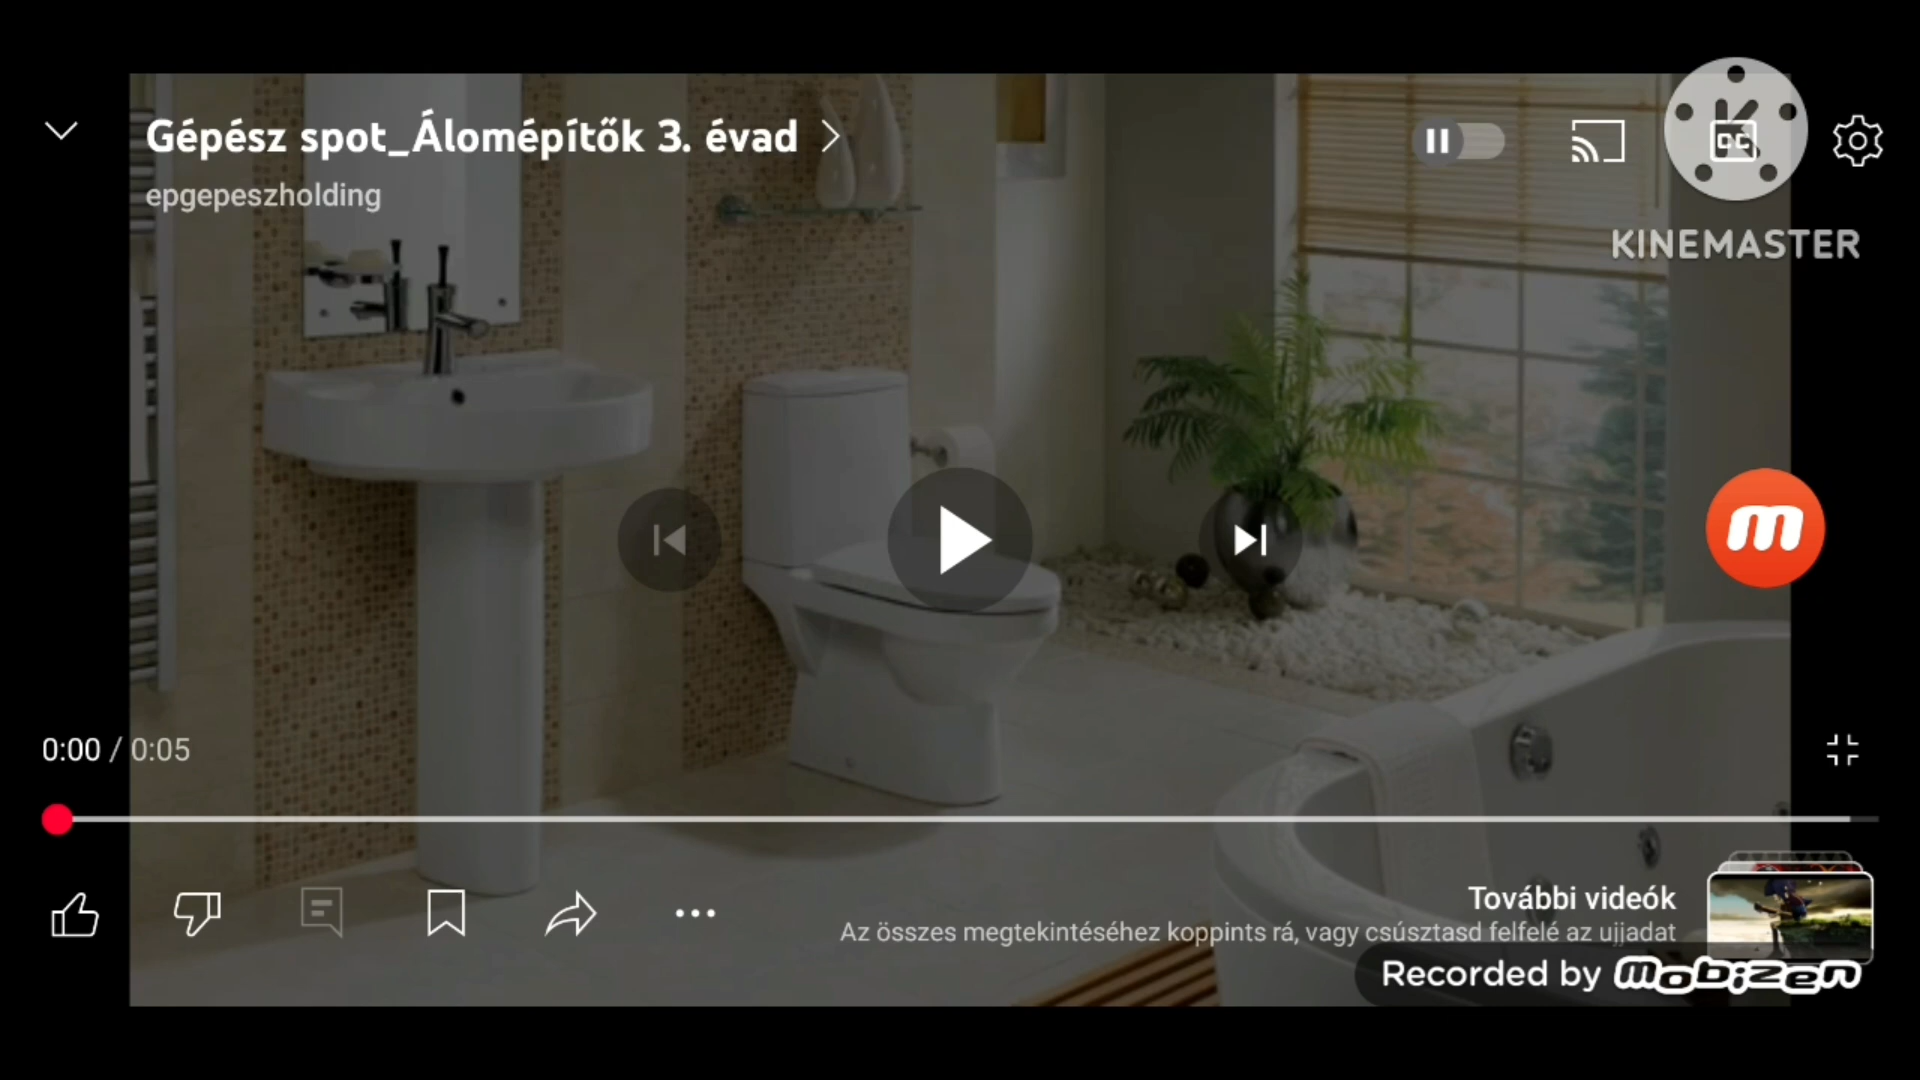 Gépész spot_Álomépítők 3. évad
epgepeszholding
CC
KINEMASTER
m
0:00 / 0:05
További videók
Az összes megtekintéséhez koppints rá, vagy csúsztasd felfelé az ujjadat
Recorded by mobizen